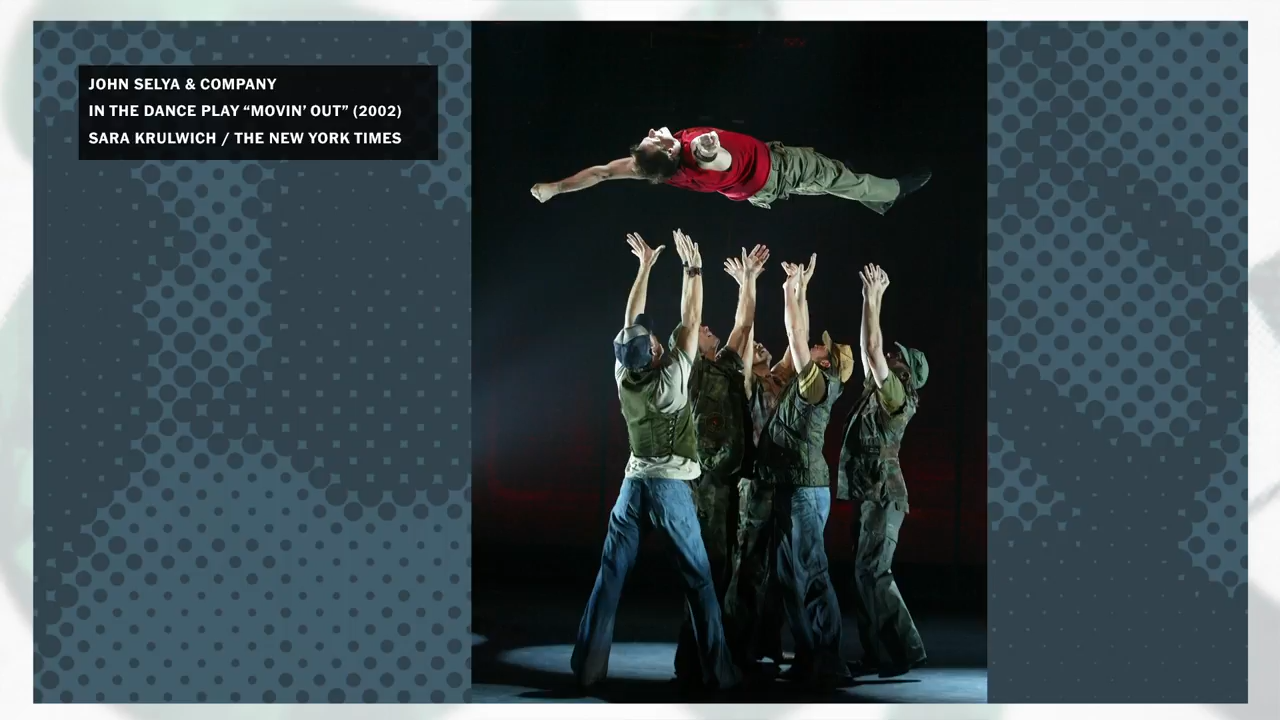 JOHN SELYA & COMPANY
IN THE DANCE PLAY “MOVIN’ OUT” (2002)
SARA KRULWICH / THE NEW YORK TIMES